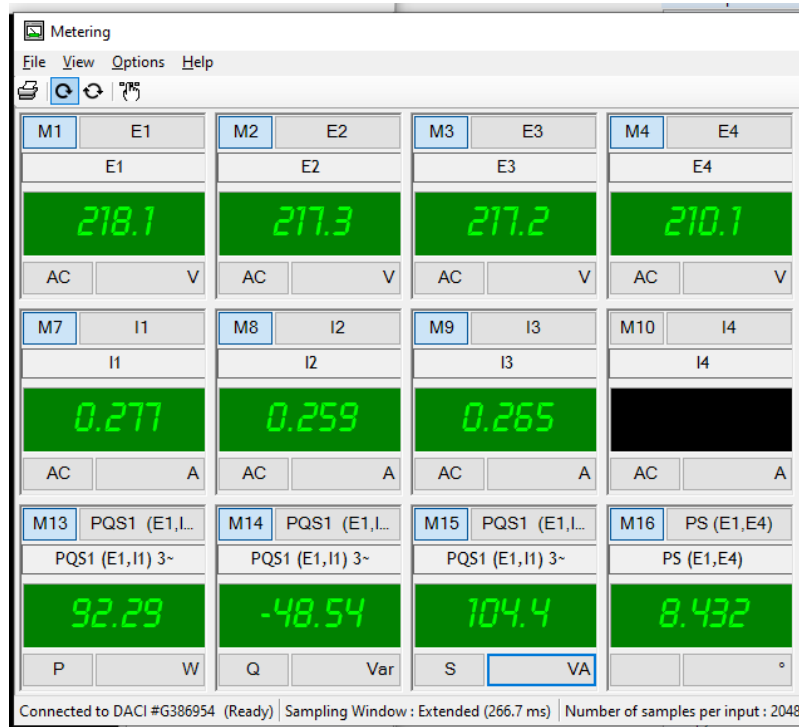 Metering
File View Options Help
M1 E1 M2 E2 M3 E3 M4 E4
E1 E2 E3 E4
218.1 217.3 217.2 210.1
AC V AC V AC V AC V
M7 I1 M8 I2 M9 I3 M10 I4
I1 I2 I3 I4
0.277 0.259 0.265
AC A AC A AC A AC A
M13 PQS1 (E1,I... M14 PQS1 (E1,I... M15 PQS1 (E1,I... M16 PS (E1,E4)
PQS1 (E1,I1) 3~ PQS1 (E1,I1) 3~ PQS1 (E1,I1) 3~ PS (E1,E4)
92.29 -48.54 104.4 8.432
P W Q Var S VA °
Connected to DACI #G386954 (Ready) Sampling Window : Extended (266.7 ms) Number of samples per input : 2048